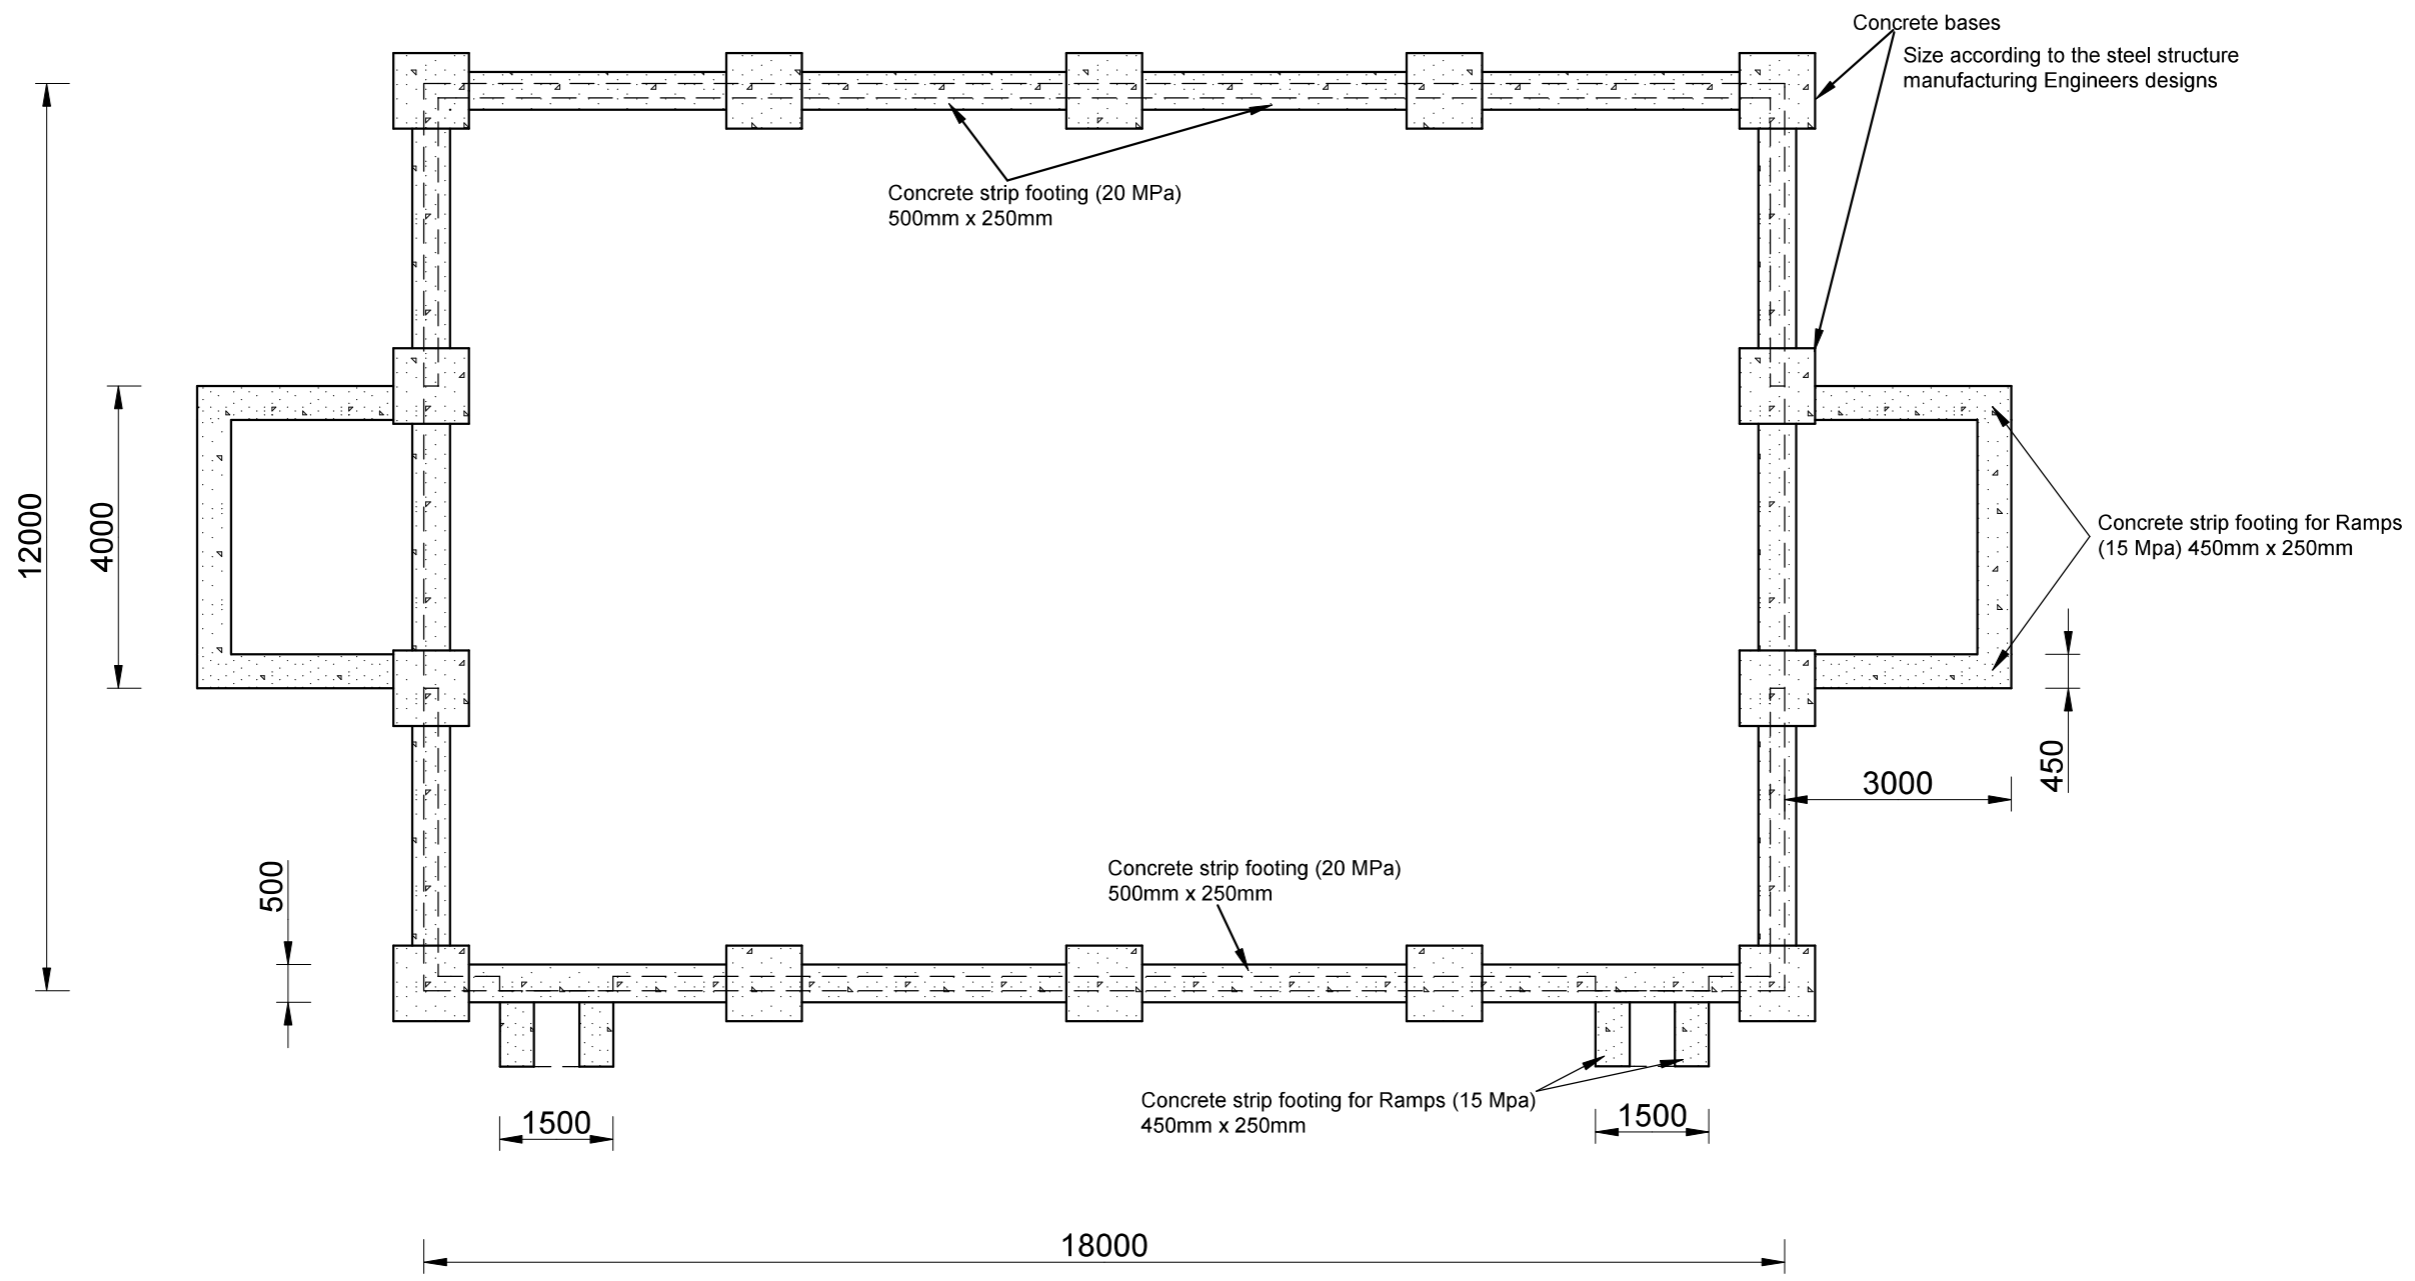 Concrete bases
Size according to the steel structure
manufacturing Engineers designs
Concrete strip footing (20 MPa)
500mm x 250mm
12000
4000
Concrete strip footing for Ramps
(15 Mpa) 450mm x 250mm
450
3000
500
Concrete strip footing (20 MPa)
500mm x 250mm
Concrete strip footing for Ramps (15 Mpa)
450mm x 250mm
1500
1500
18000